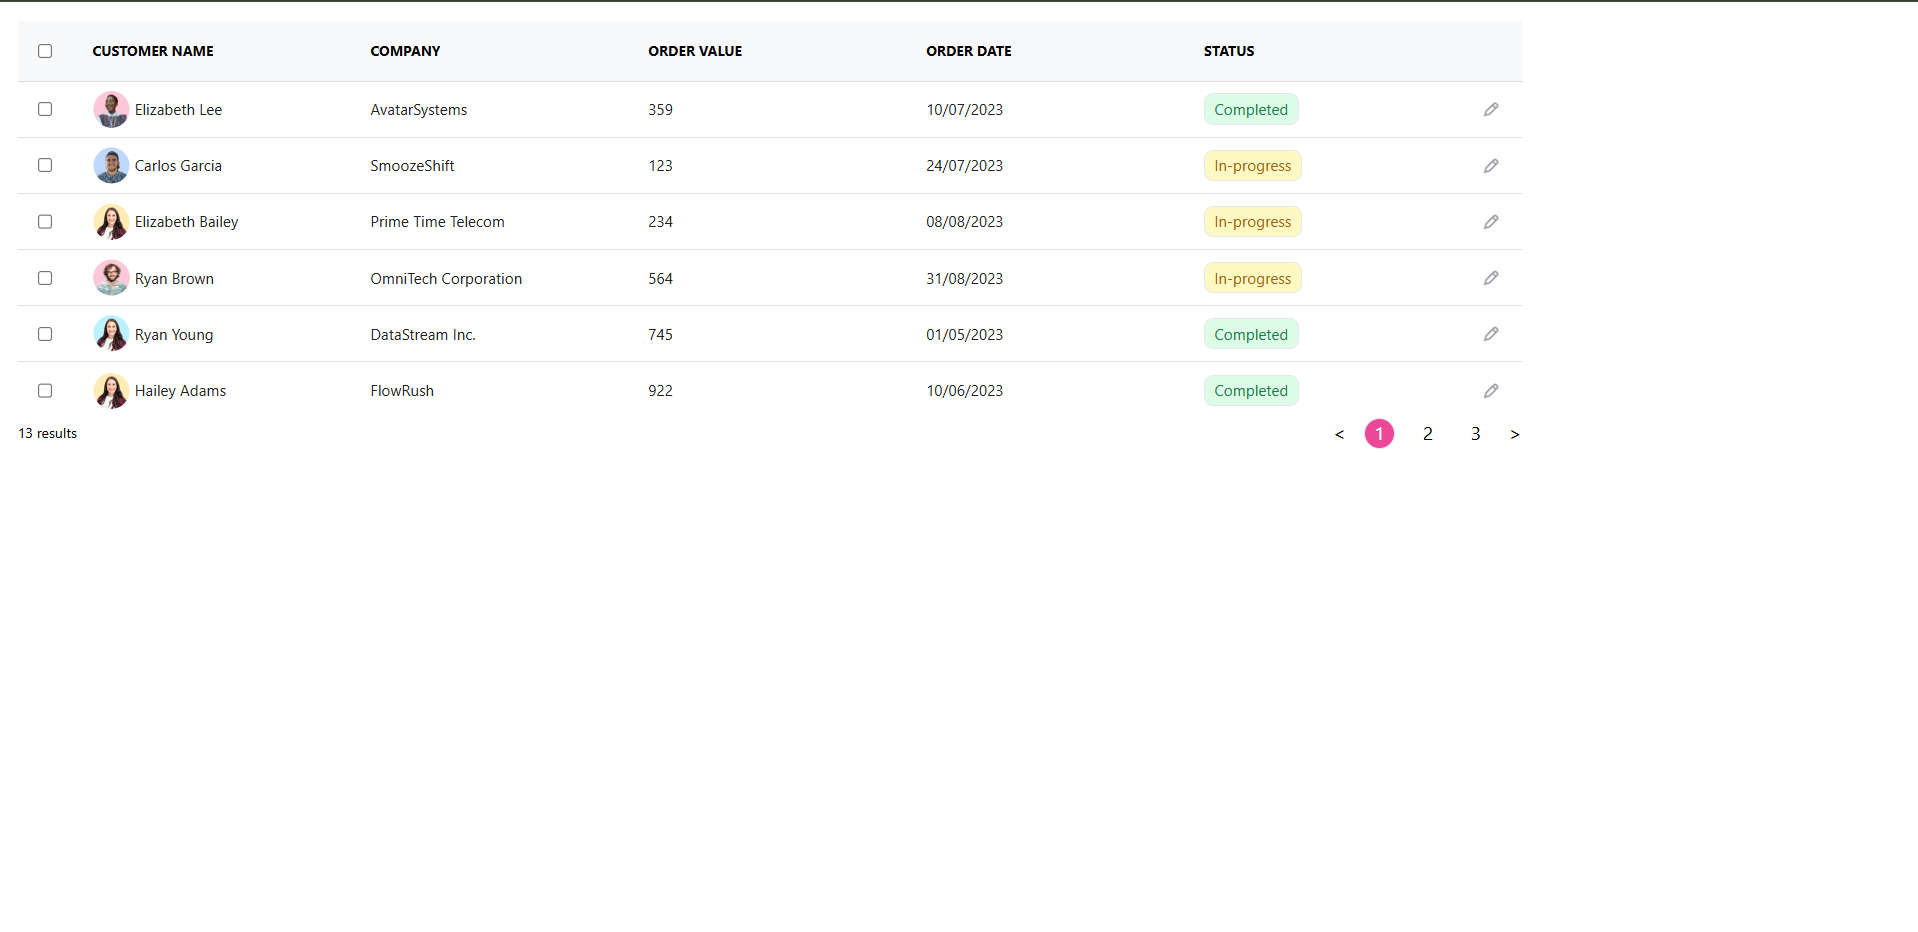 CUSTOMER NAME COMPANY ORDER VALUE ORDER DATE STATUS
Elizabeth Lee AvatarSystems 359 10/07/2023 Completed
Carlos Garcia SmoozeShift 123 24/07/2023 In-progress
Elizabeth Bailey Prime Time Telecom 234 08/08/2023 In-progress
Ryan Brown OmniTech Corporation 564 31/08/2023 In-progress
Ryan Young DataStream Inc. 745 01/05/2023 Completed
Hailey Adams FlowRush 922 10/06/2023 Completed
13 results < 1 2 3 >